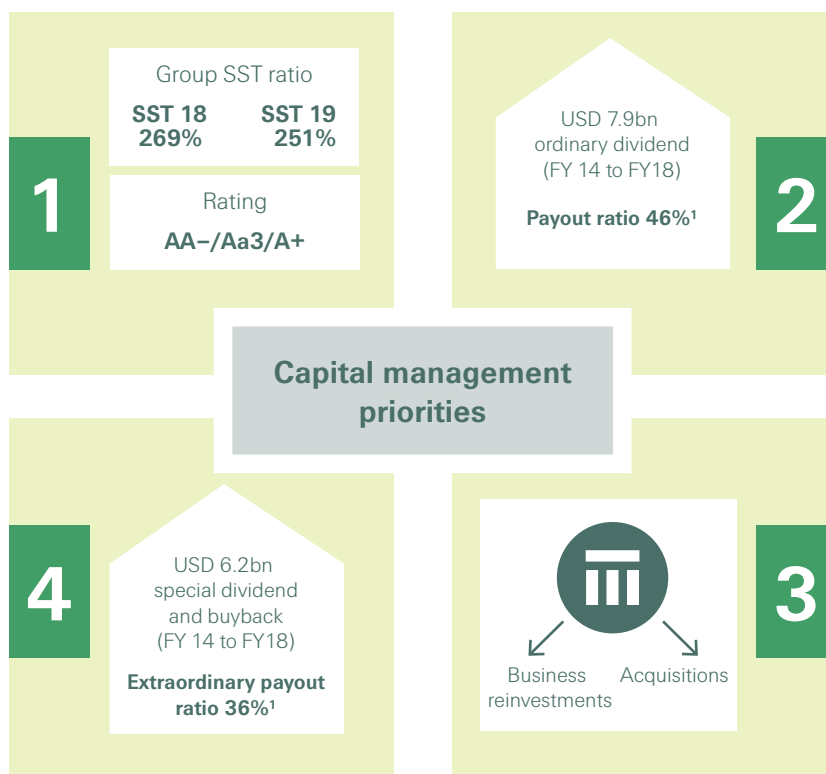 1
Group SST ratio
SST 18 SST 19
269% 251%
Rating
AA–/Aa3/A+
2
USD 7.9bn
ordinary dividend
(FY 14 to FY18)
Payout ratio 46%¹
Capital management
priorities
3
Business
reinvestments
Acquisitions
4
USD 6.2bn
special dividend
and buyback
(FY 14 to FY18)
Extraordinary payout
ratio 36%¹